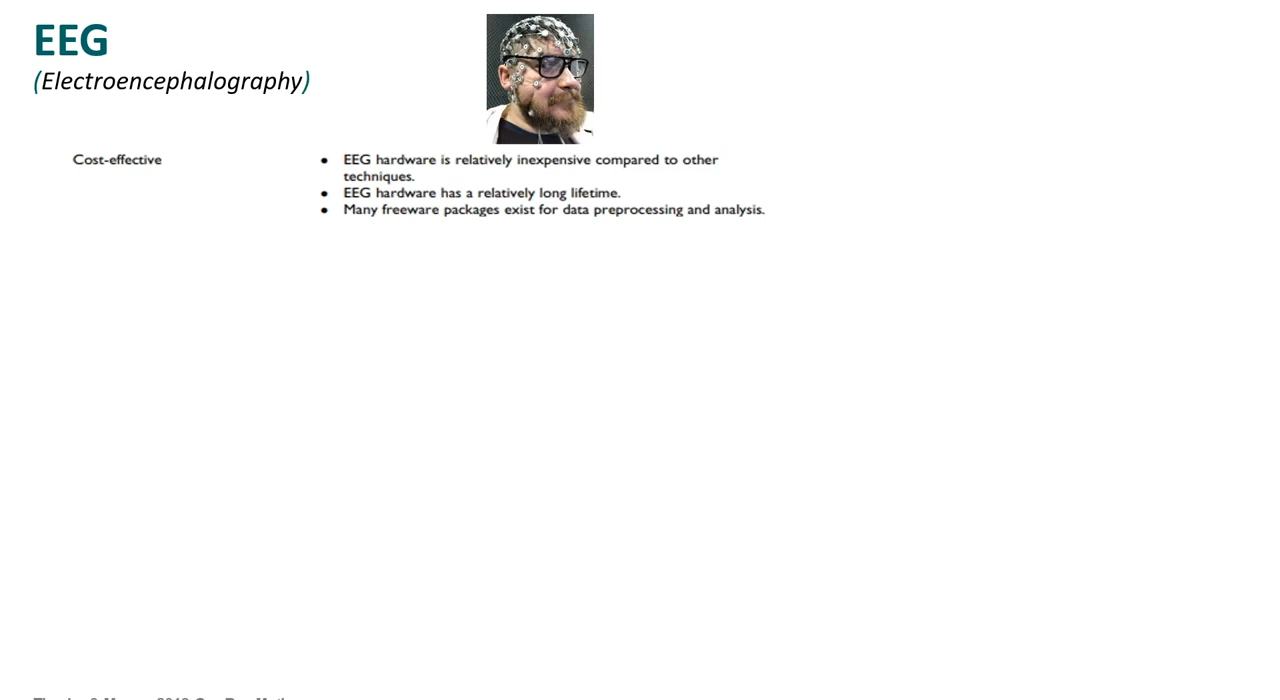 EEG
(Electroencephalography)
Cost-effective
• EEG hardware is relatively inexpensive compared to other
techniques.
• EEG hardware has a relatively long lifetime.
• Many freeware packages exist for data preprocessing and analysis.